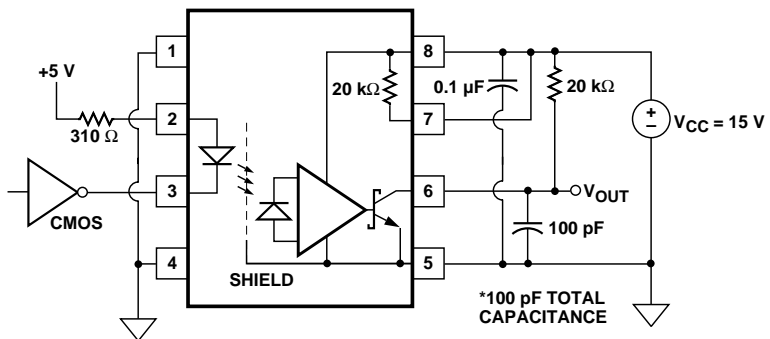 1
8
+5 V
20 kΩ
0.1 µF
20 kΩ
2
7
310 Ω
+
−
VCC = 15 V
3
6
VOUT
CMOS
100 pF
4
5
SHIELD
*100 pF TOTAL
CAPACITANCE